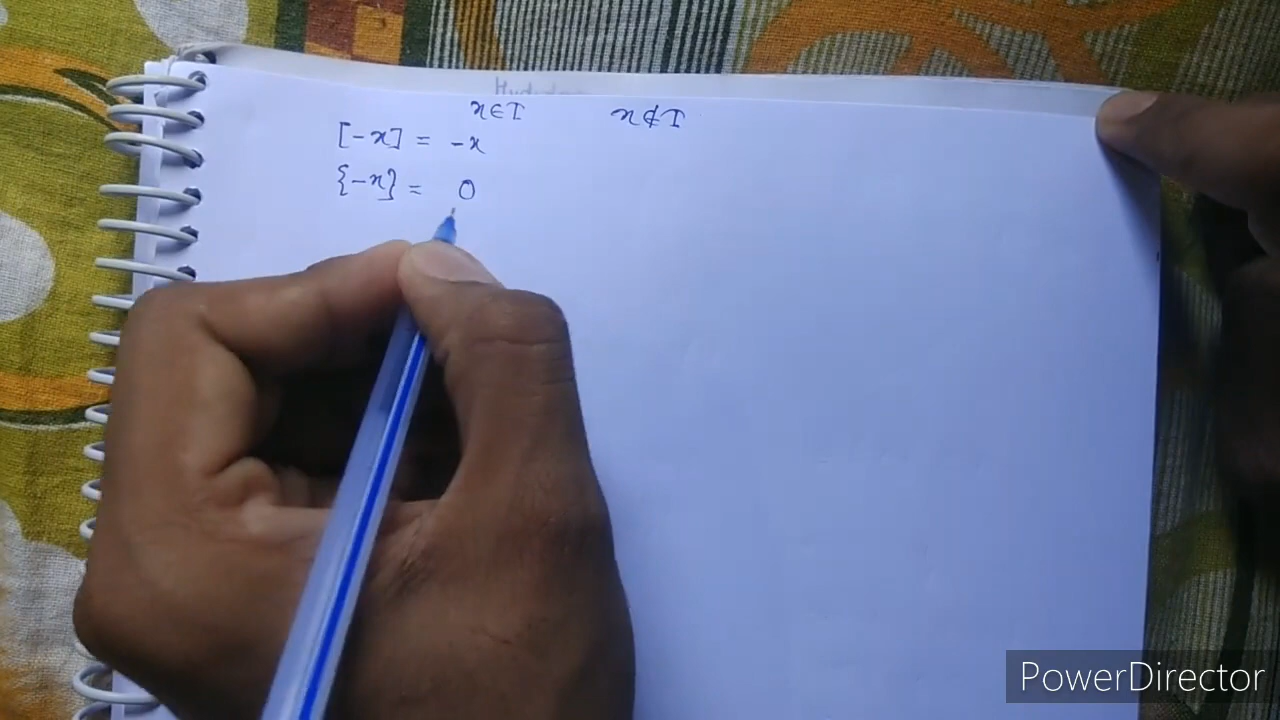 x∈I x∉I
[-x] = -x
{-x} = 0
PowerDirector